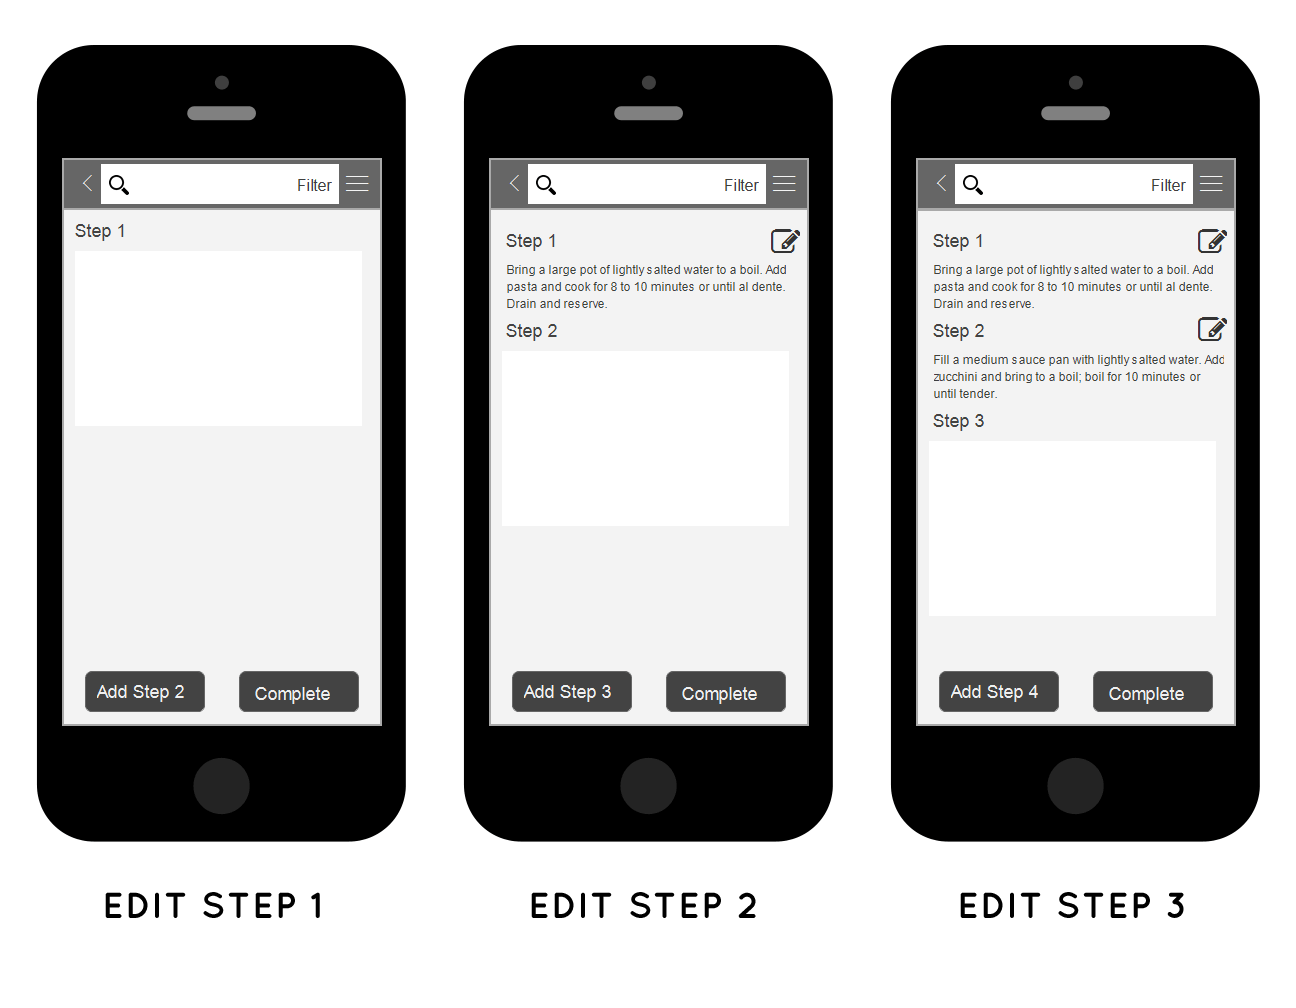 Filter
Step 1
Add Step 2
Complete
EDIT STEP 1
Filter
Step 1
Bring a large pot of lightly salted water to a boil. Add
pasta and cook for 8 to 10 minutes or until al dente.
Drain and reserve.
Step 2
Add Step 3
Complete
EDIT STEP 2
Filter
Step 1
Bring a large pot of lightly salted water to a boil. Add
pasta and cook for 8 to 10 minutes or until al dente.
Drain and reserve.
Step 2
Fill a medium sauce pan with lightly salted water. Add
zucchini and bring to a boil; boil for 10 minutes or
until tender.
Step 3
Add Step 4
Complete
EDIT STEP 3